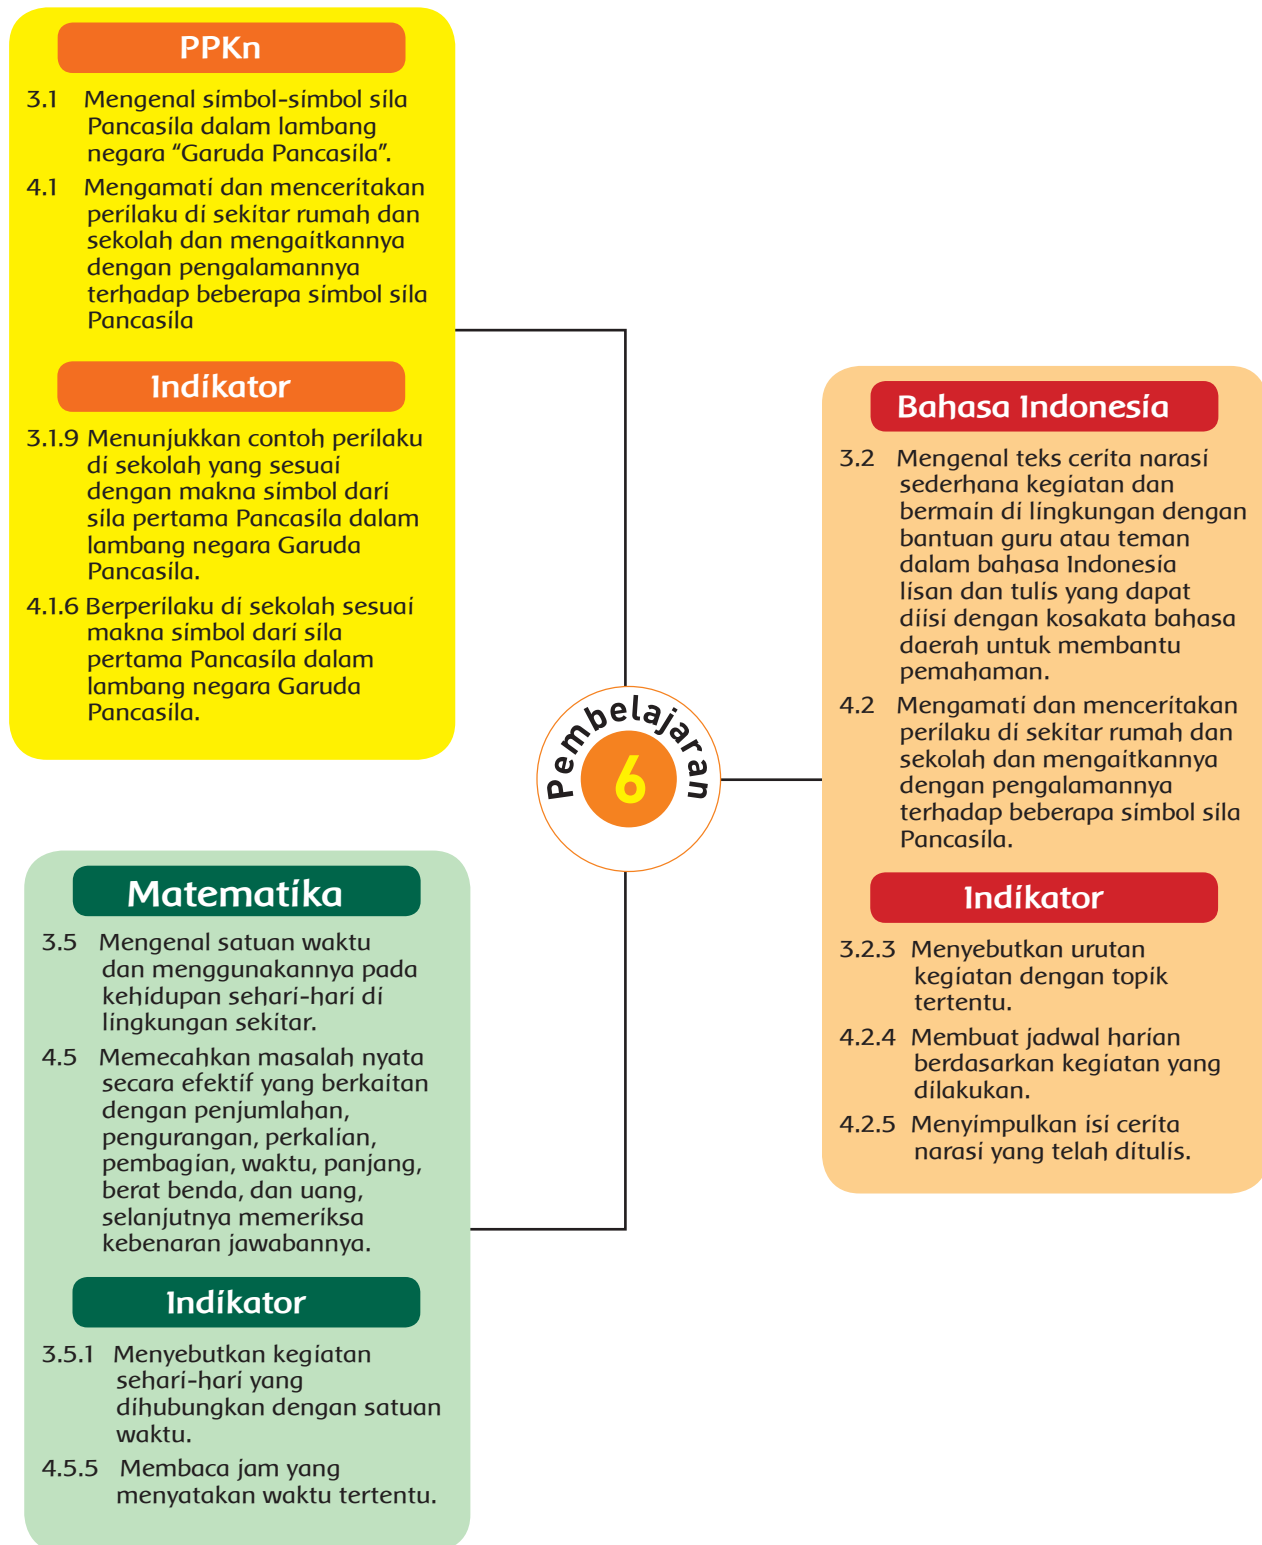 PPKn
3.1 Mengenal simbol-simbol sila
Pancasila dalam lambang
negara “Garuda Pancasila”.
4.1 Mengamati dan menceritakan
perilaku di sekitar rumah dan
sekolah dan mengaitkannya
dengan pengalamannya
terhadap beberapa simbol sila
Pancasila
Indikator
3.1.9 Menunjukkan contoh perilaku
di sekolah yang sesuai
dengan makna simbol dari
sila pertama Pancasila dalam
lambang negara Garuda
Pancasila.
4.1.6 Berperilaku di sekolah sesuai
makna simbol dari sila
pertama Pancasila dalam
lambang negara Garuda
Pancasila.
Pembelajaran
6
Bahasa Indonesia
3.2 Mengenal teks cerita narasi
sederhana kegiatan dan
bermain di lingkungan dengan
bantuan guru atau teman
dalam bahasa Indonesia
lisan dan tulis yang dapat
diisi dengan kosakata bahasa
daerah untuk membantu
pemahaman.
4.2 Mengamati dan menceritakan
perilaku di sekitar rumah dan
sekolah dan mengaitkannya
dengan pengalamannya
terhadap beberapa simbol sila
Pancasila.
Indikator
3.2.3 Menyebutkan urutan
kegiatan dengan topik
tertentu.
4.2.4 Membuat jadwal harian
berdasarkan kegiatan yang
dilakukan.
4.2.5 Menyimpulkan isi cerita
narasi yang telah ditulis.
Matematika
3.5 Mengenal satuan waktu
dan menggunakannya pada
kehidupan sehari-hari di
lingkungan sekitar.
4.5 Memecahkan masalah nyata
secara efektif yang berkaitan
dengan penjumlahan,
pengurangan, perkalian,
pembagian, waktu, panjang,
berat benda, dan uang,
selanjutnya memeriksa
kebenaran jawabannya.
Indikator
3.5.1 Menyebutkan kegiatan
sehari-hari yang
dihubungkan dengan satuan
waktu.
4.5.5 Membaca jam yang
menyatakan waktu tertentu.